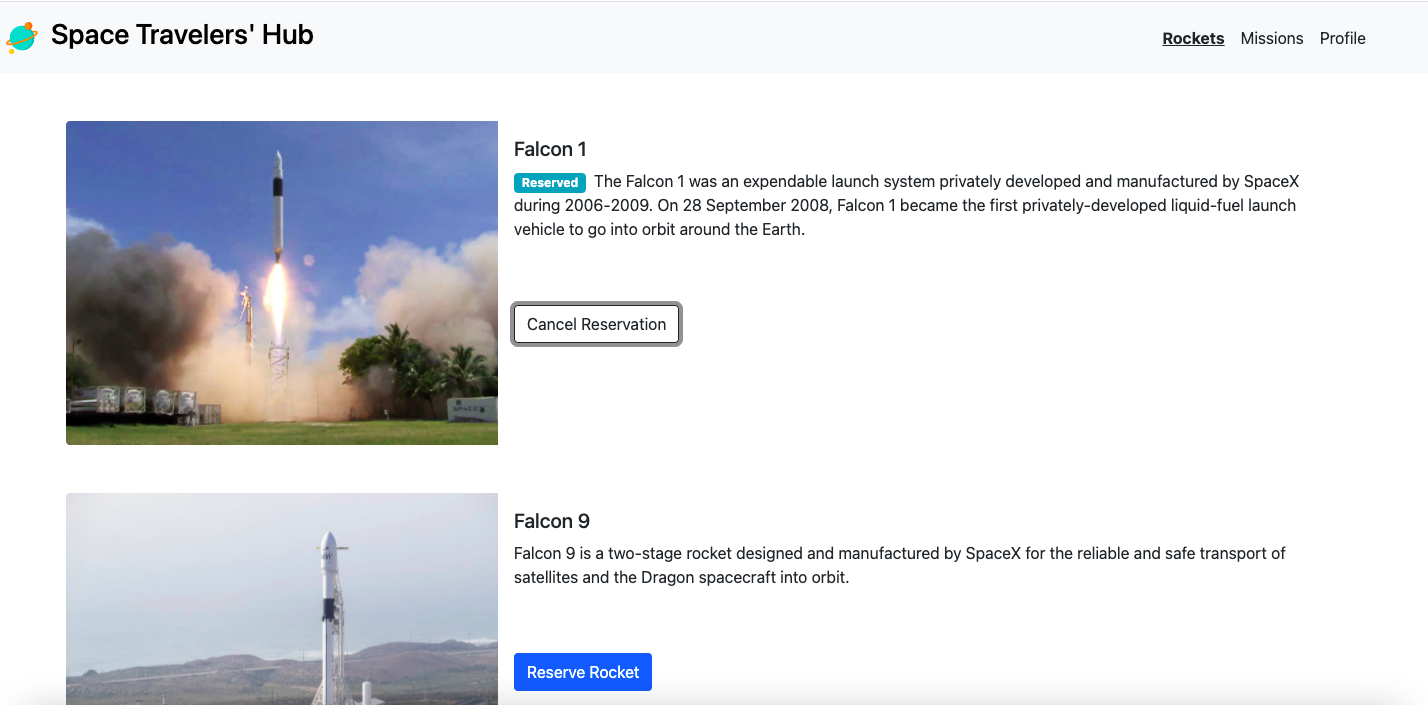 Space Travelers' Hub
Rockets Missions Profile
Falcon 1
Reserved The Falcon 1 was an expendable launch system privately developed and manufactured by SpaceX
during 2006-2009. On 28 September 2008, Falcon 1 became the first privately-developed liquid-fuel launch
vehicle to go into orbit around the Earth.
Cancel Reservation
SPACEX
Falcon 9
Falcon 9 is a two-stage rocket designed and manufactured by SpaceX for the reliable and safe transport of
satellites and the Dragon spacecraft into orbit.
Reserve Rocket